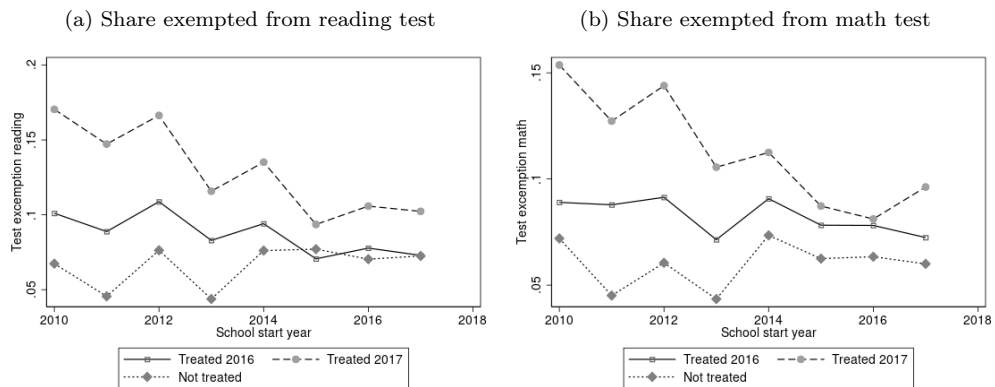 (a) Share exempted from reading test
.2
.15
.1
.05
Test excemption reading
2010 2012 2014 2016 2018
School start year
Treated 2016 Treated 2017
Not treated
(b) Share exempted from math test
.15
.1
.05
Test excemption math
2010 2012 2014 2016 2018
School start year
Treated 2016 Treated 2017
Not treated